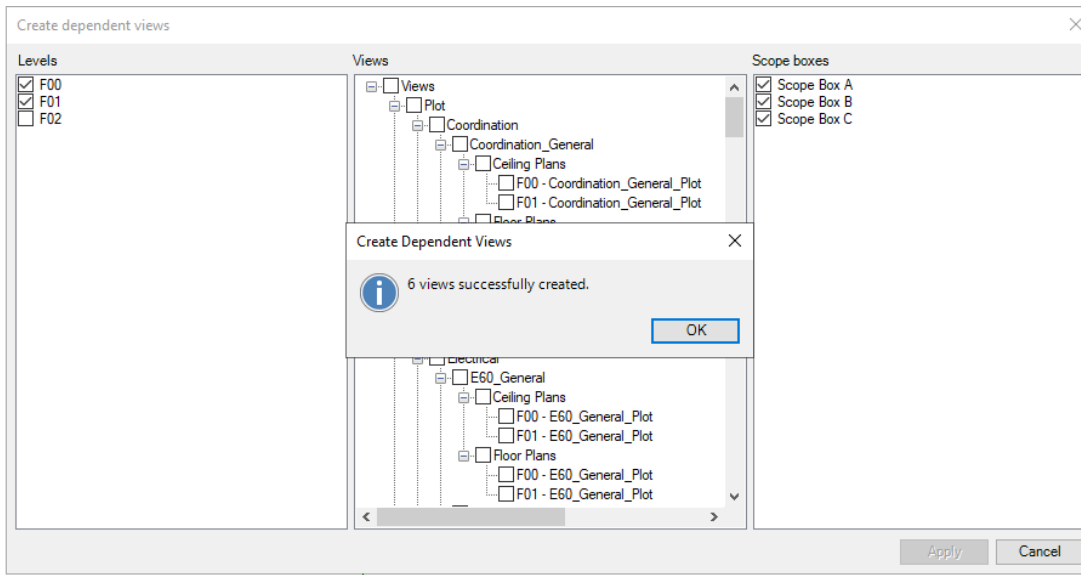 Create dependent views
Levels
F00
F01
F02
Views
Views
Plot
Coordination
Coordination_General
Ceiling Plans
F00 - Coordination_General_Plot
F01 - Coordination_General_Plot
Floor Plans
Create Dependent Views
6 views successfully created.
OK
Electrical
E60_General
Ceiling Plans
F00 - E60_General_Plot
F01 - E60_General_Plot
Floor Plans
F00 - E60_General_Plot
F01 - E60_General_Plot
Scope boxes
Scope Box A
Scope Box B
Scope Box C
Apply
Cancel